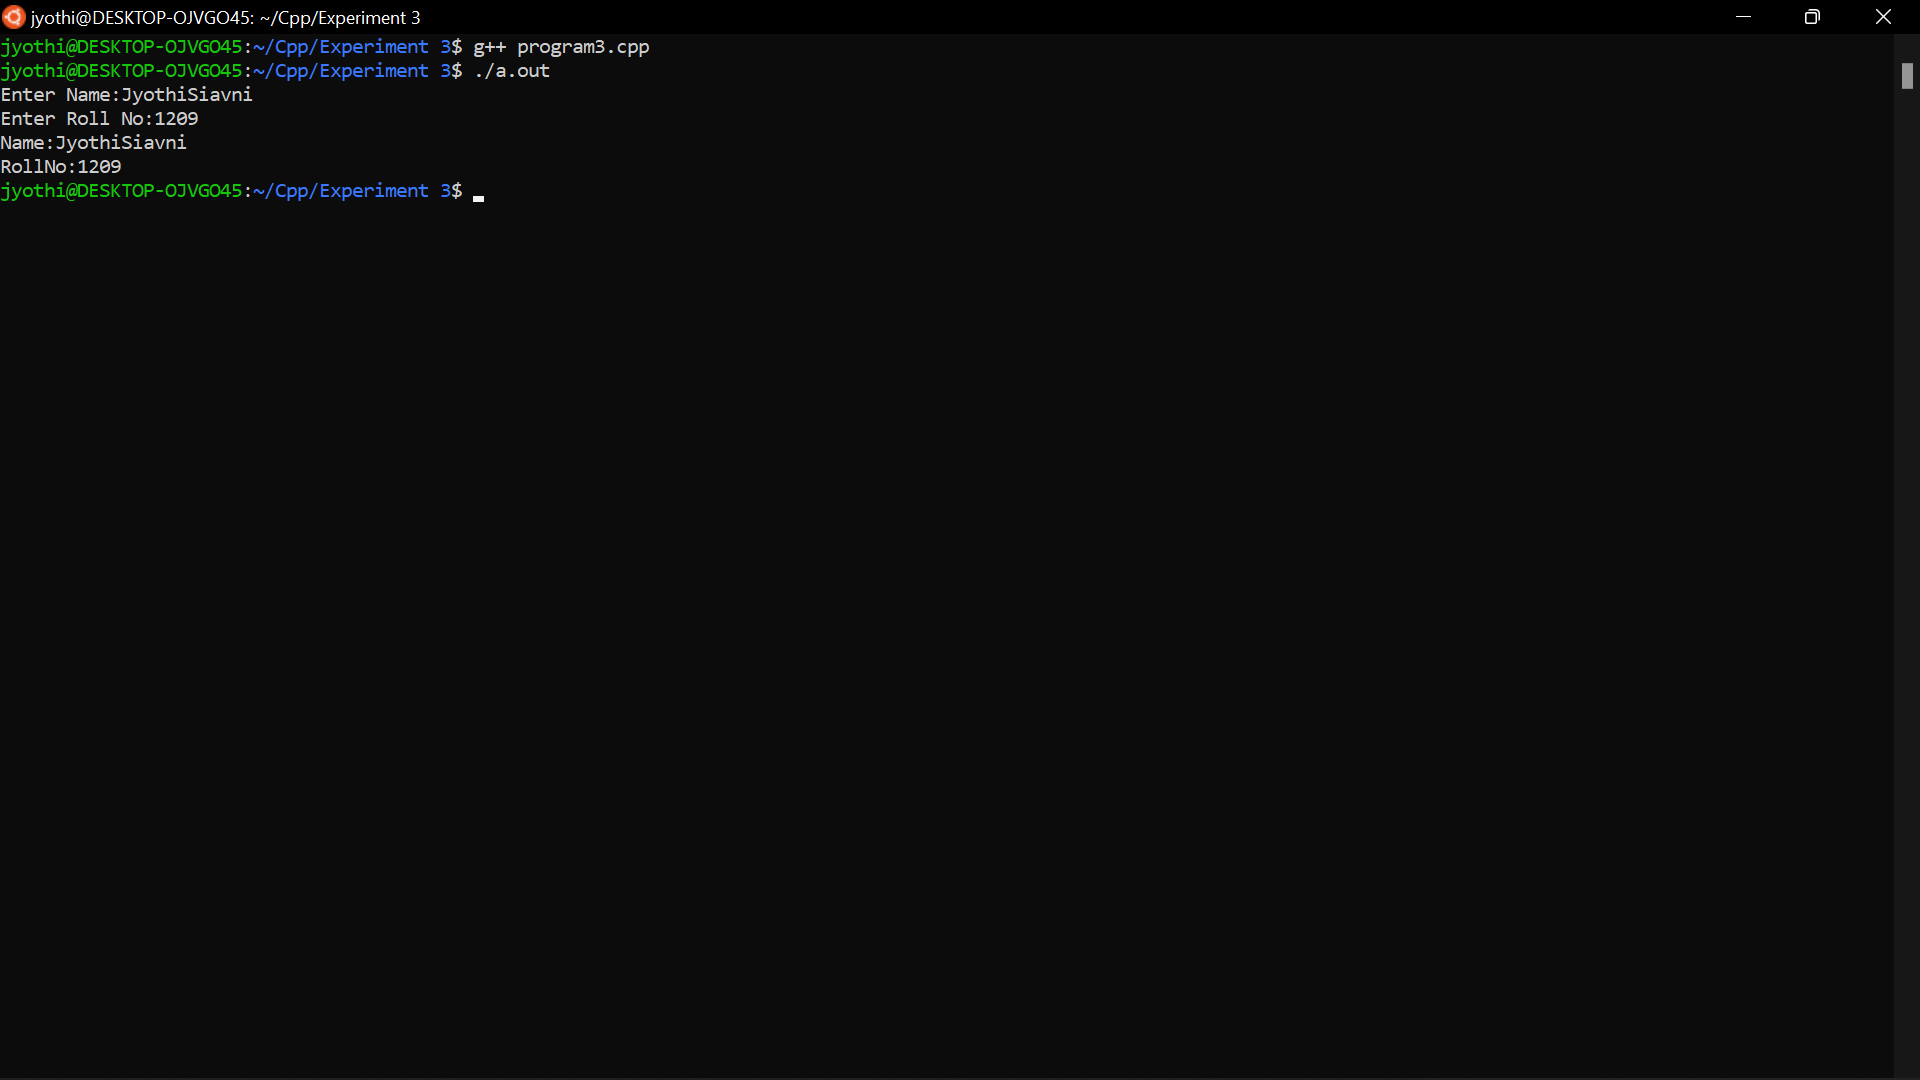 jyothi@DESKTOP-OJVGO45: ~/Cpp/Experiment 3
jyothi@DESKTOP-OJVGO45:~/Cpp/Experiment 3$ g++ program3.cpp
jyothi@DESKTOP-OJVGO45:~/Cpp/Experiment 3$ ./a.out
Enter Name:JyothiSiavni
Enter Roll No:1209
Name:JyothiSiavni
RollNo:1209
jyothi@DESKTOP-OJVGO45:~/Cpp/Experiment 3$